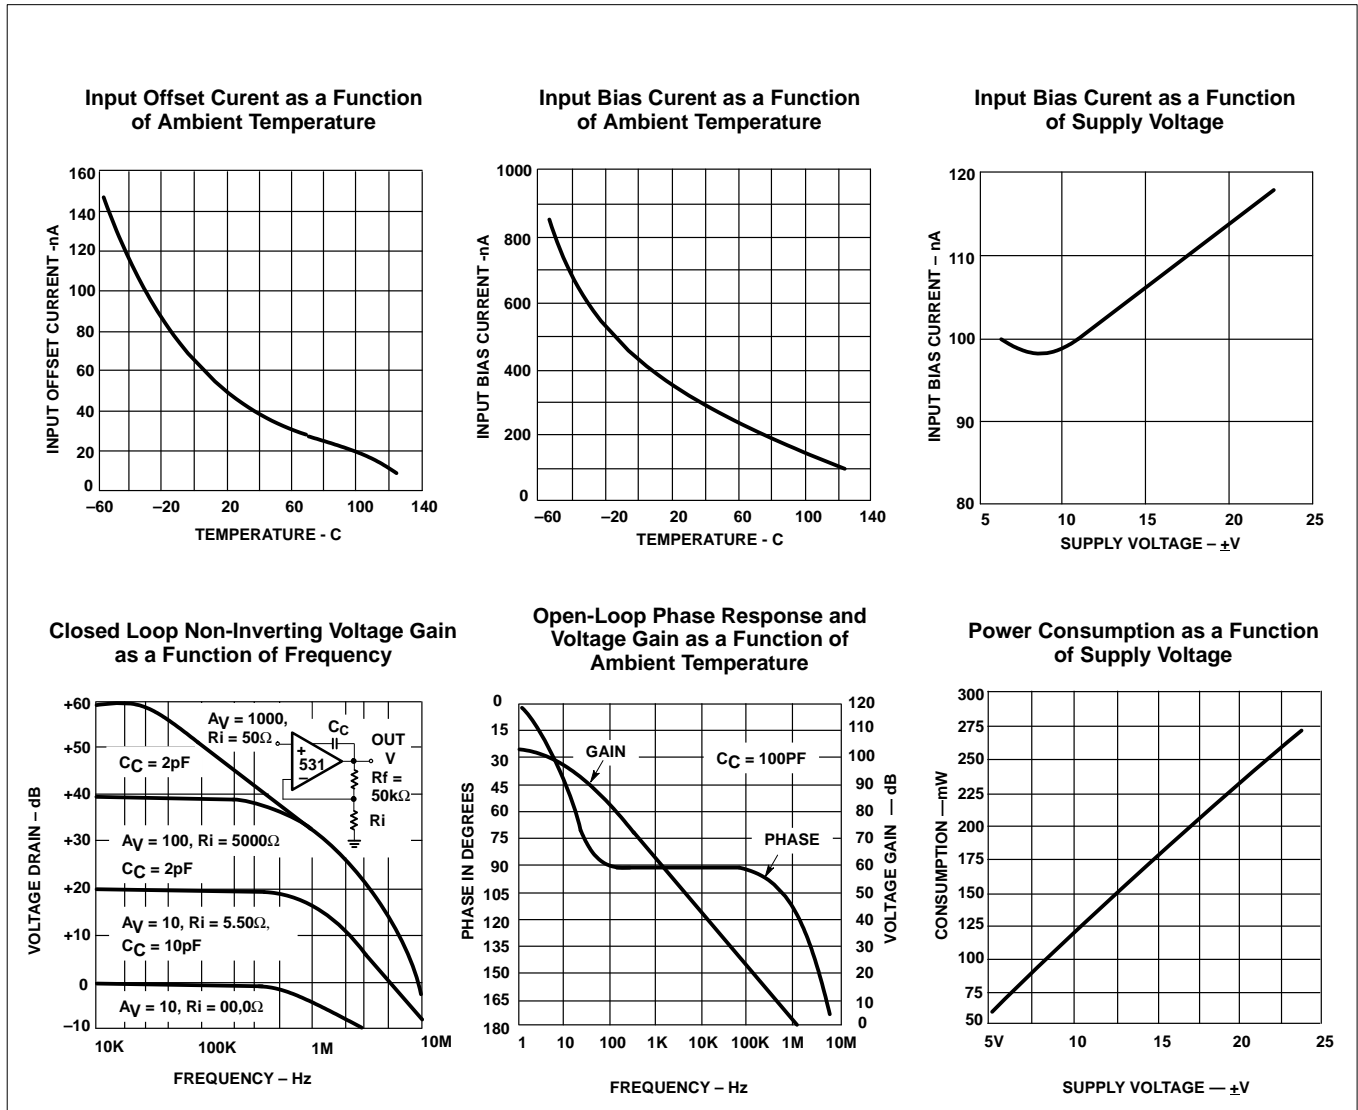 Input Offset Curent as a Function
of Ambient Temperature
160
140
120
100
80
60
40
20
0
INPUT OFFSET CURRENT -nA
–60
–20
20
60
100
140
TEMPERATURE - C
Input Bias Curent as a Function
of Ambient Temperature
1000
800
600
400
200
0
INPUT BIAS CURRENT -nA
–60
–20
20
60
100
140
TEMPERATURE - C
Input Bias Curent as a Function
of Supply Voltage
120
110
100
90
80
INPUT BIAS CURRENT – nA
5
10
15
20
25
SUPPLY VOLTAGE – ±V
Closed Loop Non-Inverting Voltage Gain
as a Function of Frequency
+60
+50
+40
+30
+20
+10
0
–10
VOLTAGE DRAIN – dB
AV = 1000,
Ri = 50Ω
CC
OUT
V
+
531
–
Rf =
50kΩ
Ri
CC = 2pF
AV = 100, Ri = 5000Ω
CC = 2pF
AV = 10, Ri = 5.50Ω,
CC = 10pF
AV = 10, Ri = 00,0Ω
10K
100K
1M
10M
FREQUENCY – Hz
Open-Loop Phase Response and
Voltage Gain as a Function of
Ambient Temperature
0
15
30
45
60
75
90
105
120
135
150
165
180
PHASE IN DEGREES
GAIN
CC = 100PF
PHASE
120
110
100
90
80
70
60
50
40
30
20
10
0
VOLTAGE GAIN — dB
1
10
100
1K
10K
100K
1M
10M
FREQUENCY – Hz
Power Consumption as a Function
of Supply Voltage
300
275
250
225
200
175
150
125
100
75
50
CONSUMPTION —mW
5V
10
15
20
25
SUPPLY VOLTAGE — ±V